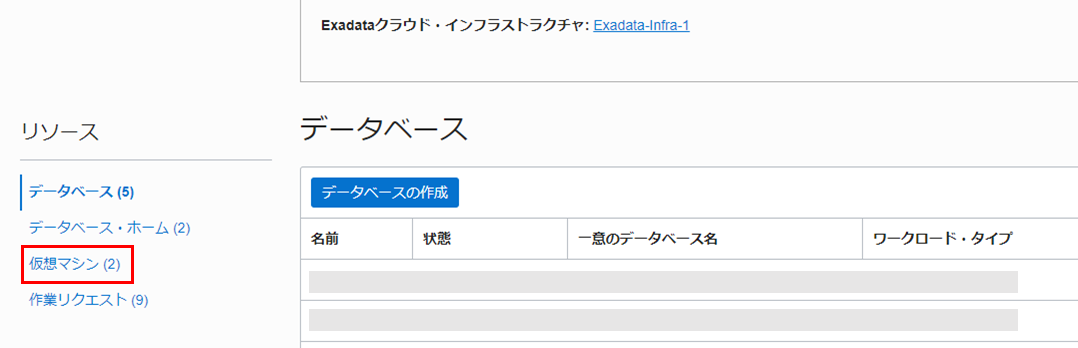 Exadataクラウド・インフラストラクチャ: Exadata-Infra-1
リソース
データベース (5)
データベース・ホーム (2)
仮想マシン (2)
作業リクエスト (9)
データベース
データベースの作成
名前 状態 一意のデータベース名 ワークロード・タイプ